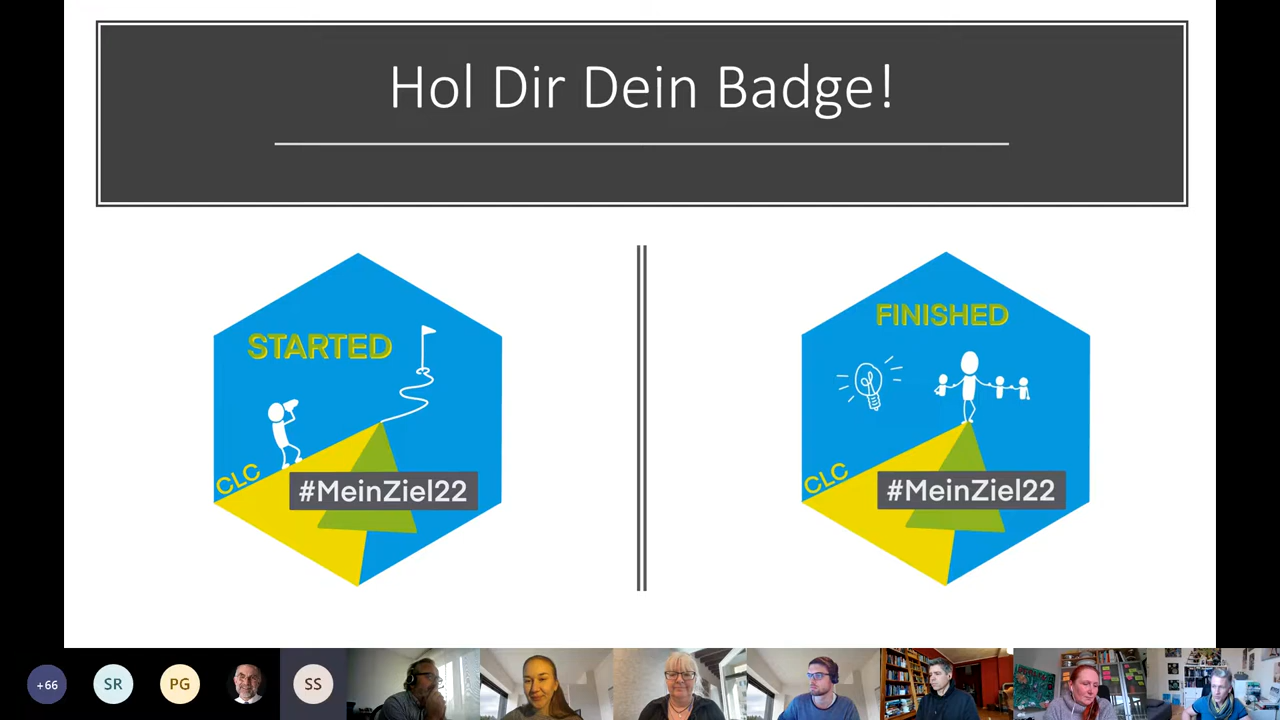 Hol Dir Dein Badge!
STARTED
CLC
#MeinZiel22
FINISHED
CLC
#MeinZiel22
+66
SR
PG
SS